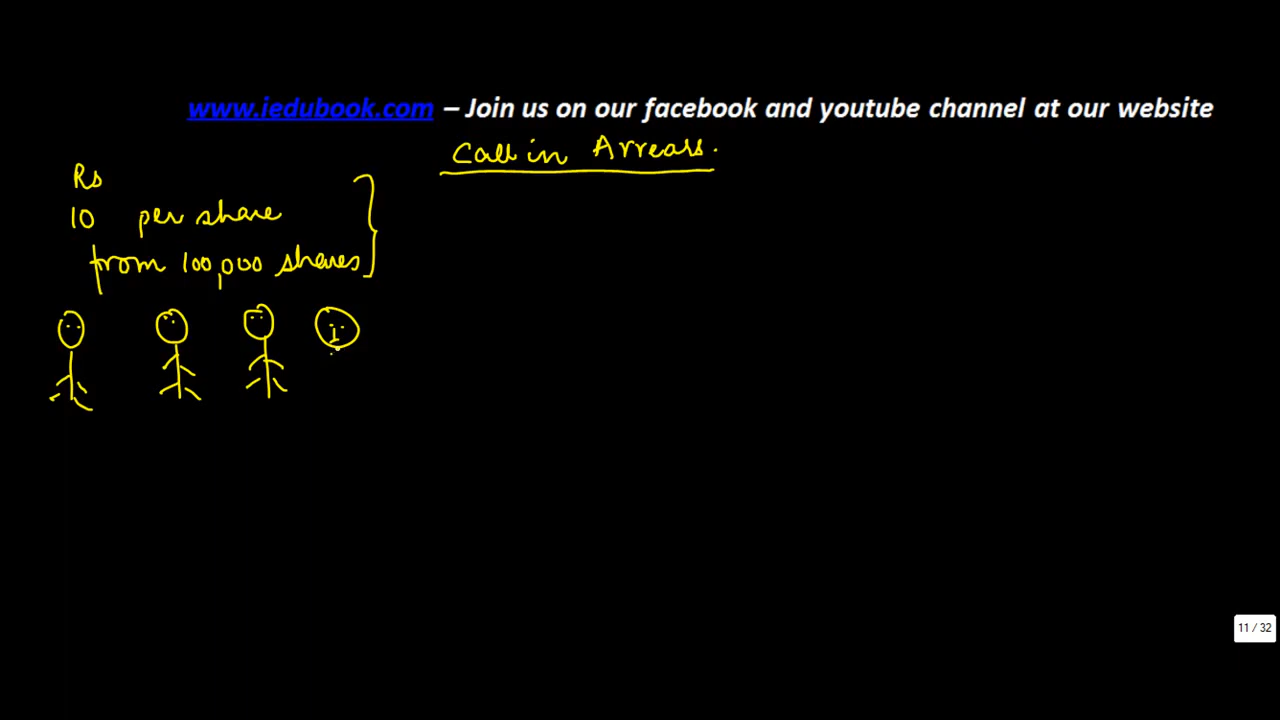 www.iedubook.com – Join us on our facebook and youtube channel at our website
Call in Arrears.
Rs
10 per share
from 100,000 shares
11 / 32